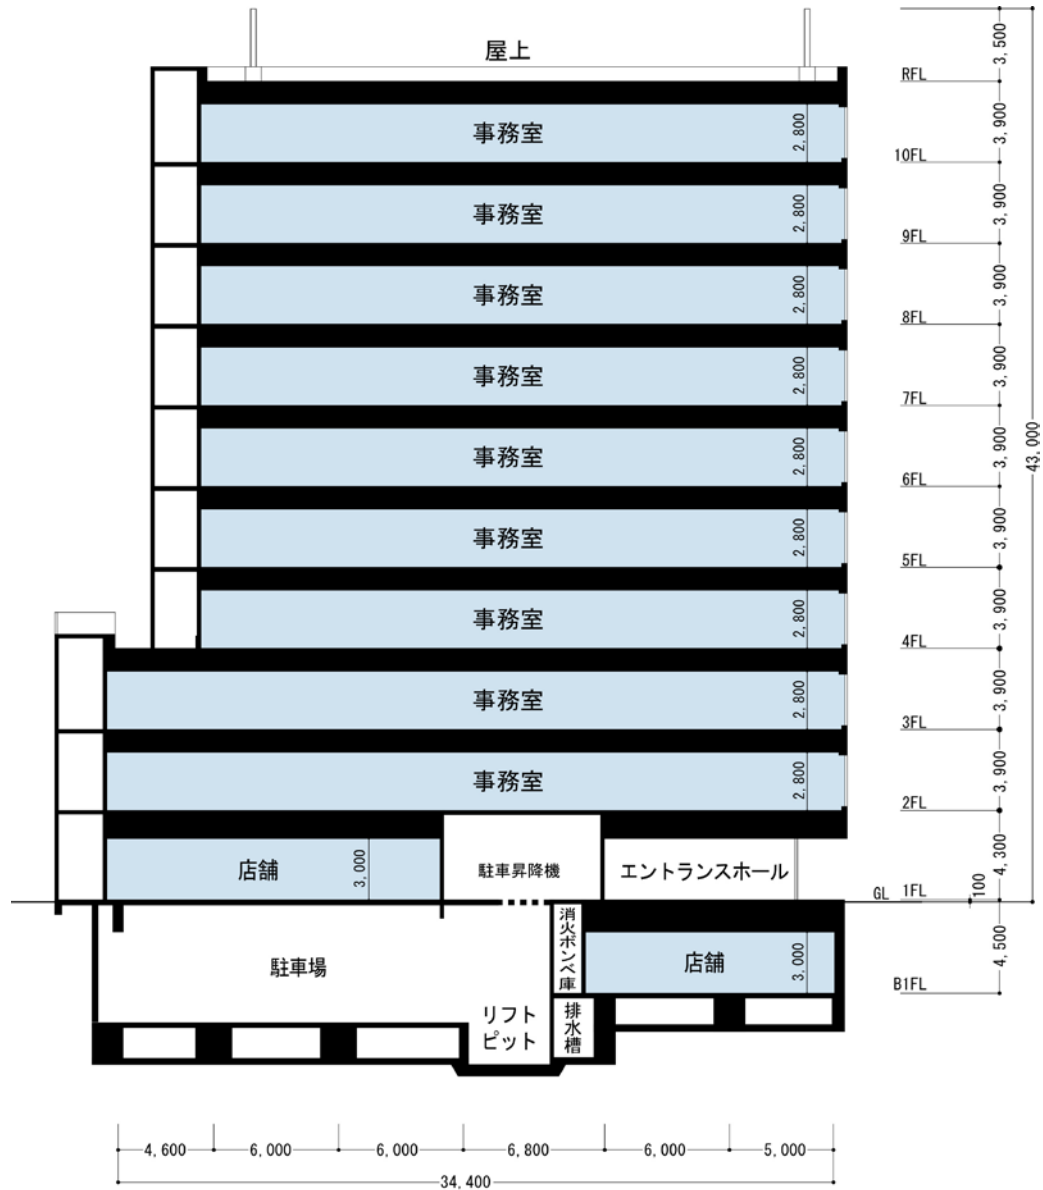 屋上
3,500
RFL
事務室
2,800
3,900
10FL
事務室
2,800
3,900
9FL
事務室
2,800
3,900
8FL
事務室
2,800
3,900
7FL
事務室
2,800
3,900
43,000
6FL
事務室
2,800
3,900
5FL
事務室
2,800
3,900
4FL
事務室
2,800
3,900
3FL
事務室
2,800
3,900
2FL
店舗
3,000
駐車昇降機
エントランスホール
4,300
GL
1FL
100
駐車場
消火ボンベ庫
店舗
3,000
4,500
B1FL
リフト
ピット
排水槽
4,600
6,000
6,000
6,800
6,000
5,000
34,400